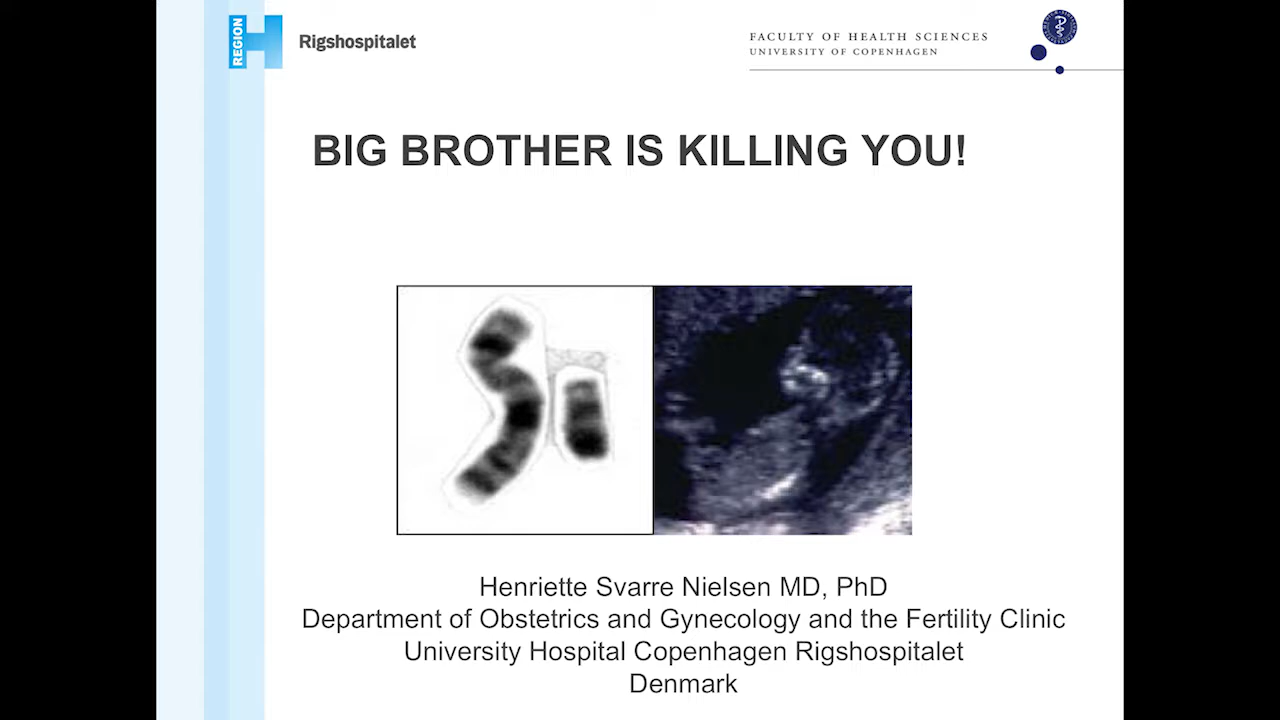 REGION
Rigshospitalet
FACULTY OF HEALTH SCIENCES
UNIVERSITY OF COPENHAGEN
BIG BROTHER IS KILLING YOU!
Henriette Svarre Nielsen MD, PhD
Department of Obstetrics and Gynecology and the Fertility Clinic
University Hospital Copenhagen Rigshospitalet
Denmark